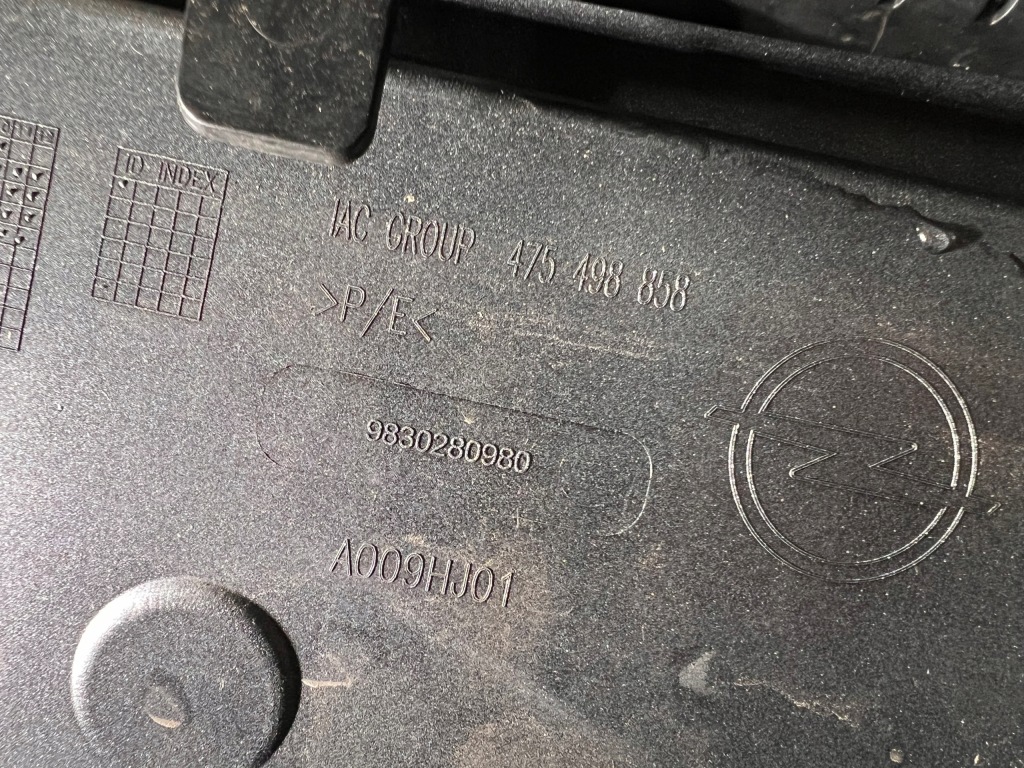 ID INDEX
IAC GROUP 475 498 858
>P/E<
9830280980
A009HJ01